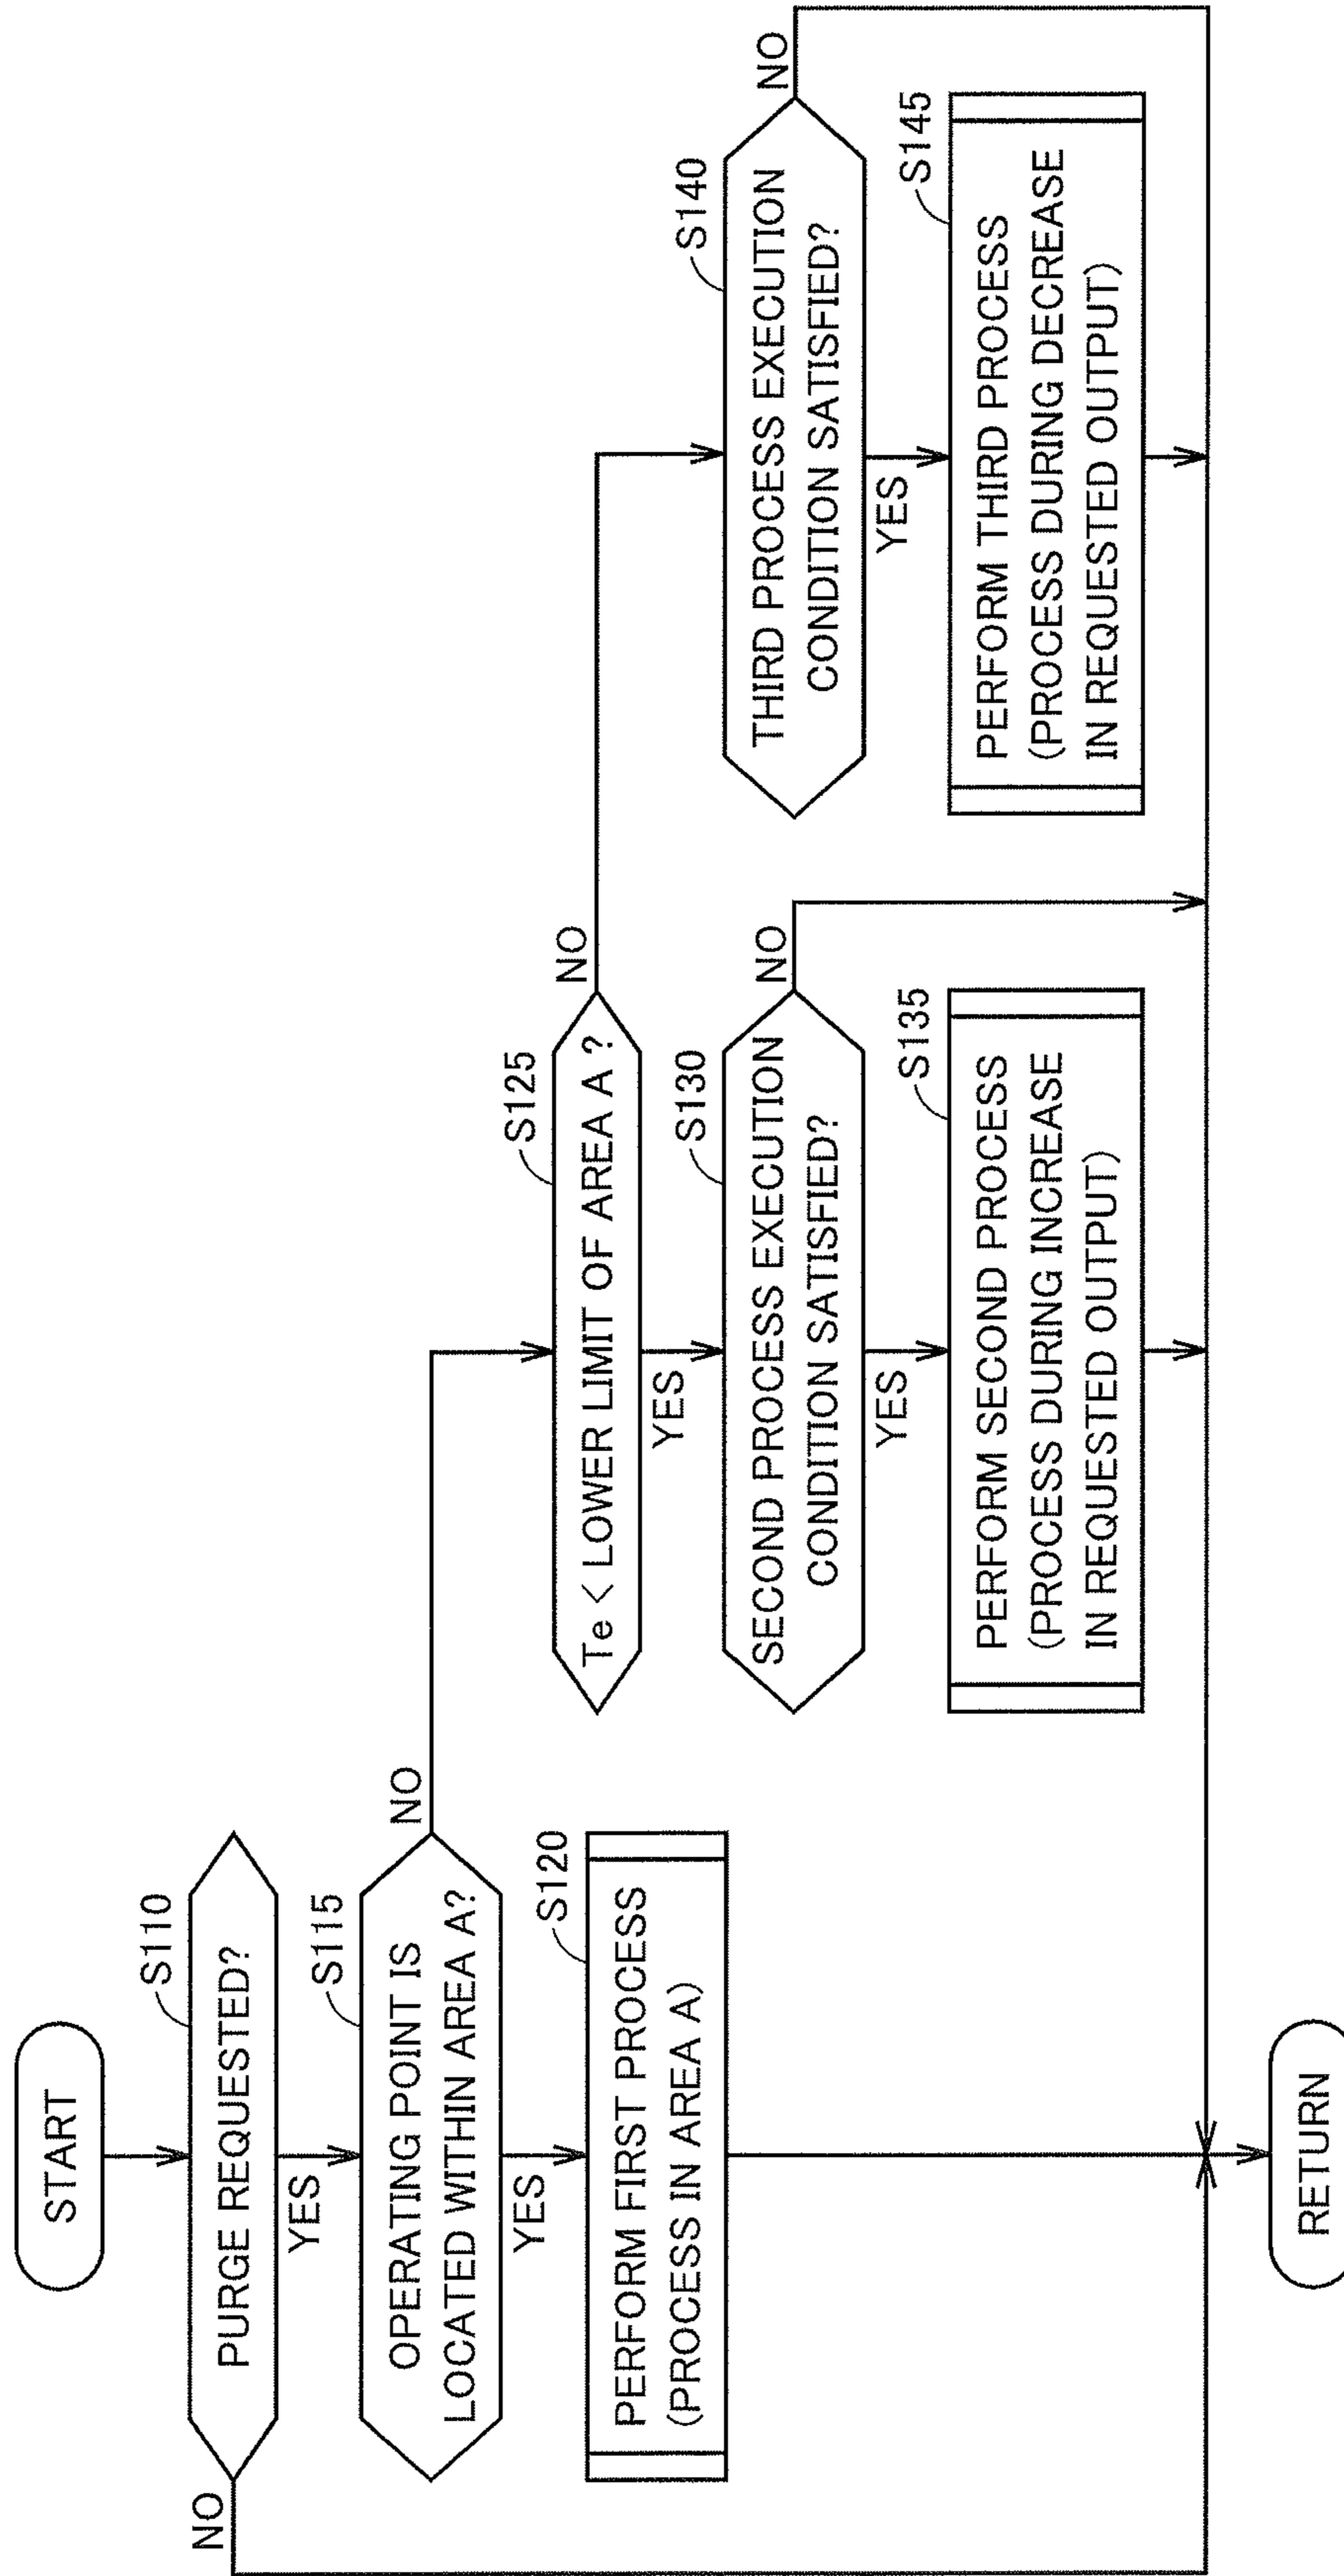 START
S110
PURGE REQUESTED?
NO
YES
S115
OPERATING POINT IS
LOCATED WITHIN AREA A?
NO
YES
S120
PERFORM FIRST PROCESS
(PROCESS IN AREA A)
S125
Te < LOWER LIMIT OF AREA A ?
NO
YES
S130
SECOND PROCESS EXECUTION
CONDITION SATISFIED?
NO
YES
S135
PERFORM SECOND PROCESS
(PROCESS DURING INCREASE
IN REQUESTED OUTPUT)
S140
THIRD PROCESS EXECUTION
CONDITION SATISFIED?
NO
YES
S145
PERFORM THIRD PROCESS
(PROCESS DURING DECREASE
IN REQUESTED OUTPUT)
RETURN